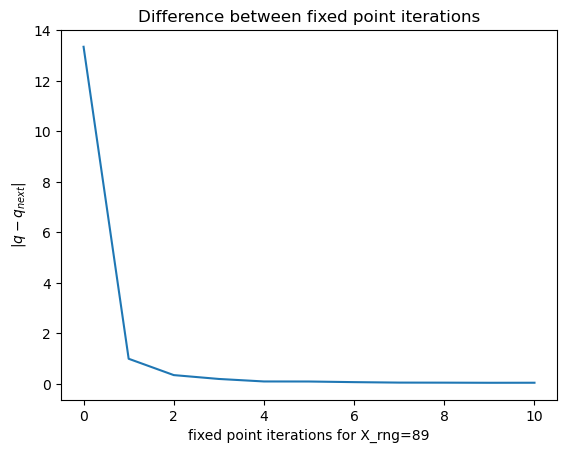 Difference between fixed point iterations
14
12
10
8
6
4
2
0
|q − q_next|
0 2 4 6 8 10
fixed point iterations for X_rng=89